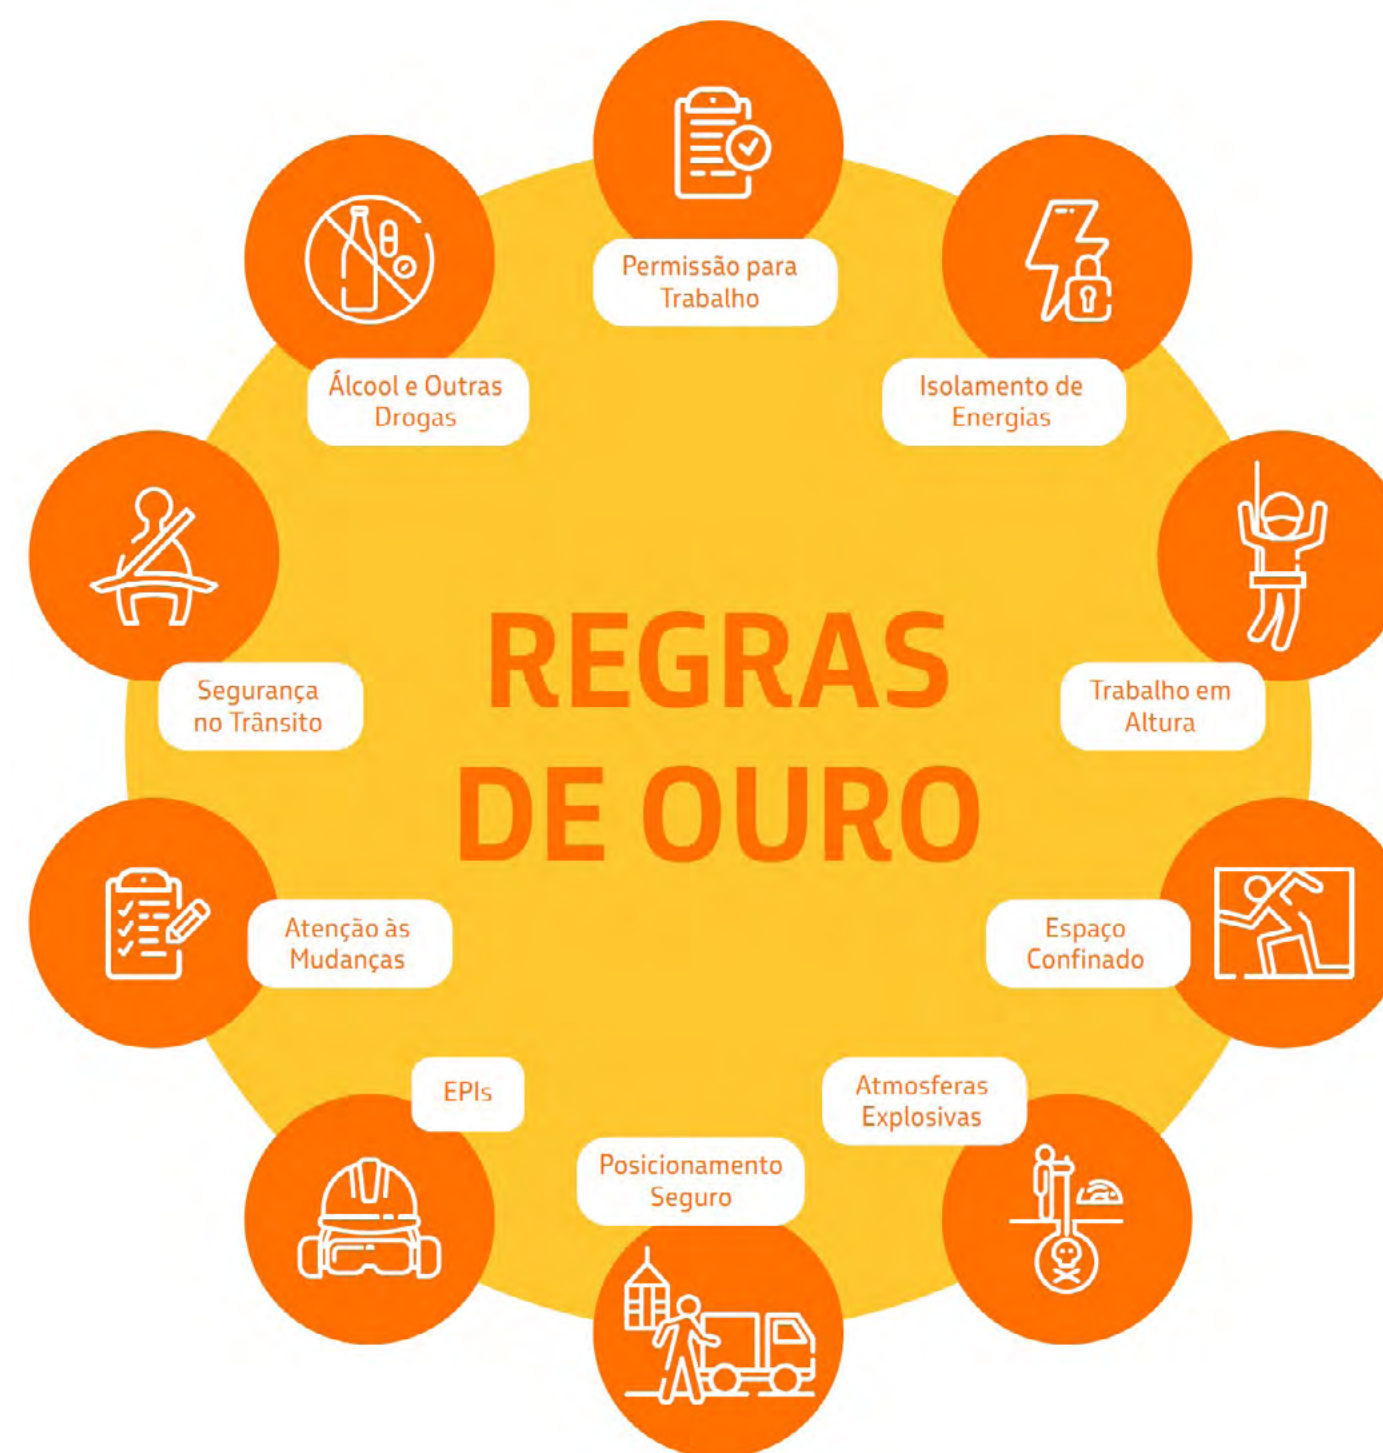 Permissão para
Trabalho
Isolamento de
Energias
Trabalho em
Altura
Espaço
Confinado
Atmosferas
Explosivas
Posicionamento
Seguro
EPIs
Atenção às
Mudanças
Segurança
no Trânsito
Álcool e Outras
Drogas
REGRAS
DE OURO